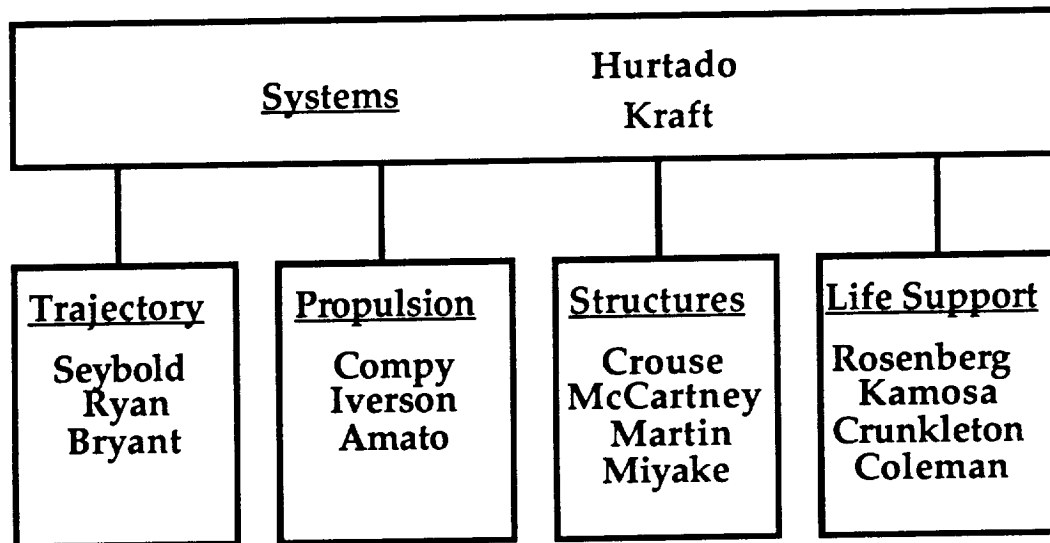 Systems
Hurtado
Kraft
Trajectory
Seybold
Ryan
Bryant
Propulsion
Compy
Iverson
Amato
Structures
Crouse
McCartney
Martin
Miyake
Life Support
Rosenberg
Kamosa
Crunkleton
Coleman